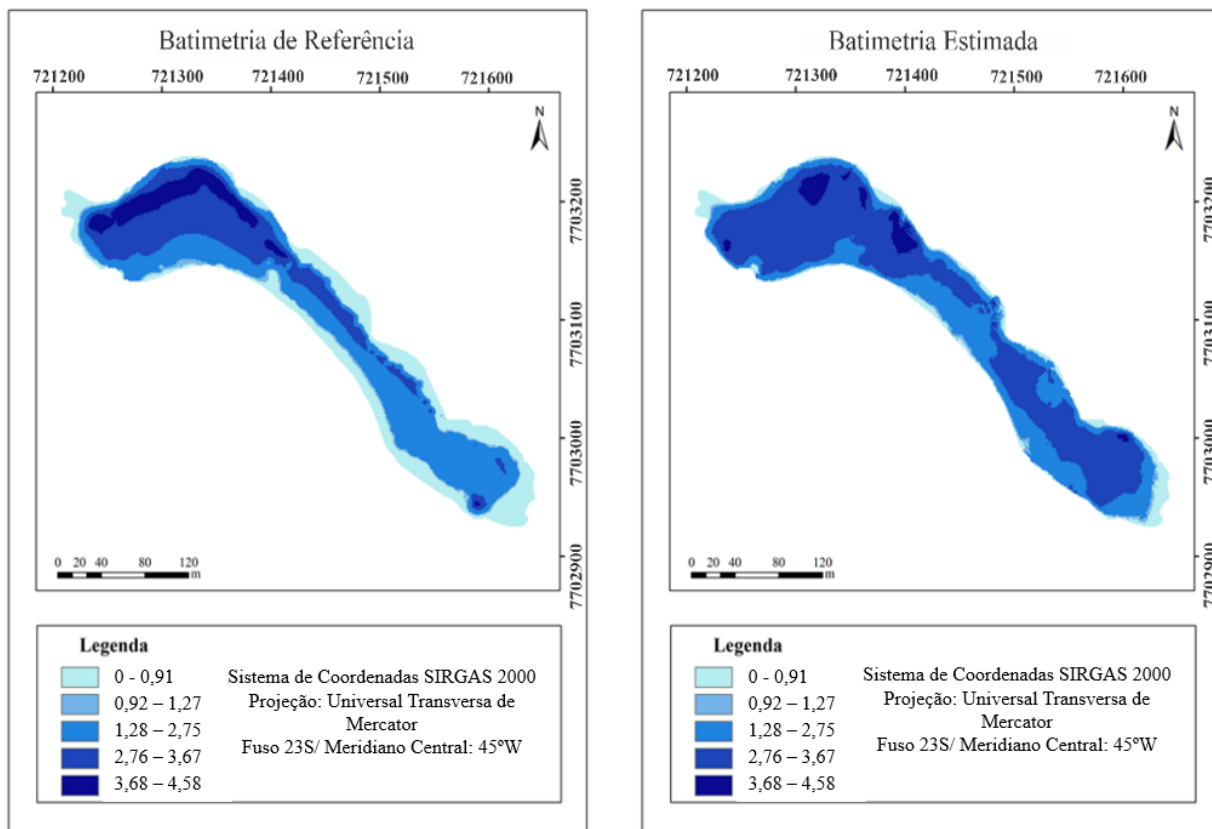 Batimetria de Referência
721200 721300 721400 721500 721600
N
7703200
7703100
7703000
7702900
0 20 40 80 120
m
Legenda
0 - 0,91
0,92 – 1,27
1,28 – 2,75
2,76 – 3,67
3,68 – 4,58
Sistema de Coordenadas SIRGAS 2000
Projeção: Universal Transversa de
Mercator
Fuso 23S/ Meridiano Central: 45°W
Batimetria Estimada
721200 721300 721400 721500 721600
N
7703200
7703100
7703000
7702900
0 20 40 80 120
m
Legenda
0 - 0,91
0,92 – 1,27
1,28 – 2,75
2,76 – 3,67
3,68 – 4,58
Sistema de Coordenadas SIRGAS 2000
Projeção: Universal Transversa de
Mercator
Fuso 23S/ Meridiano Central: 45°W